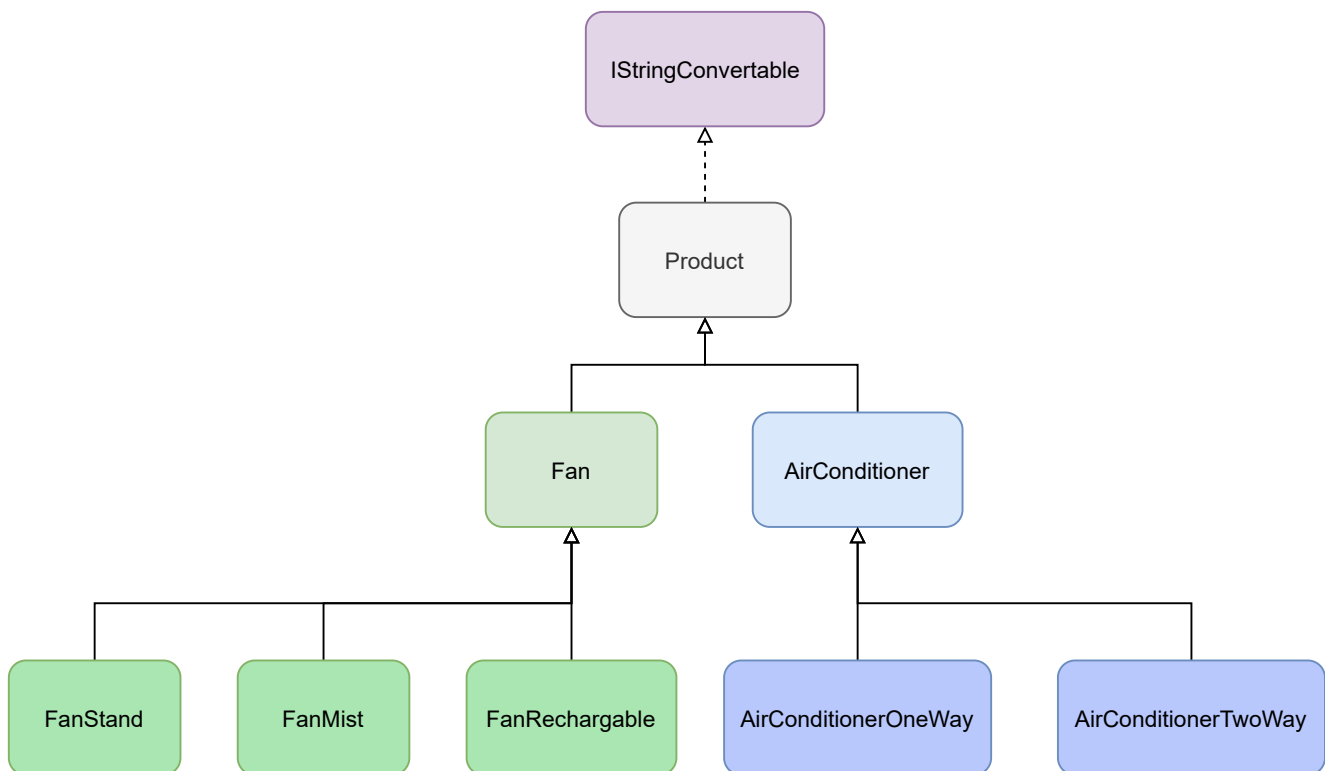 IStringConvertable
Product
Fan
AirConditioner
FanStand
FanMist
FanRechargable
AirConditionerOneWay
AirConditionerTwoWay